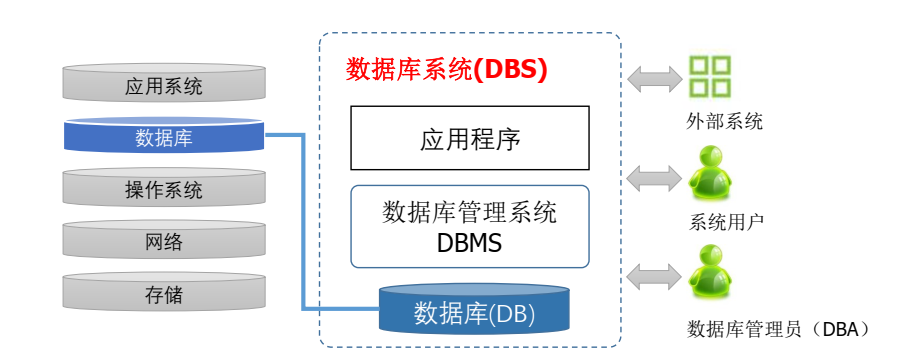 应用系统
数据库
操作系统
网络
存储
数据库系统(DBS)
应用程序
数据库管理系统
DBMS
数据库(DB)
外部系统
系统用户
数据库管理员（DBA）